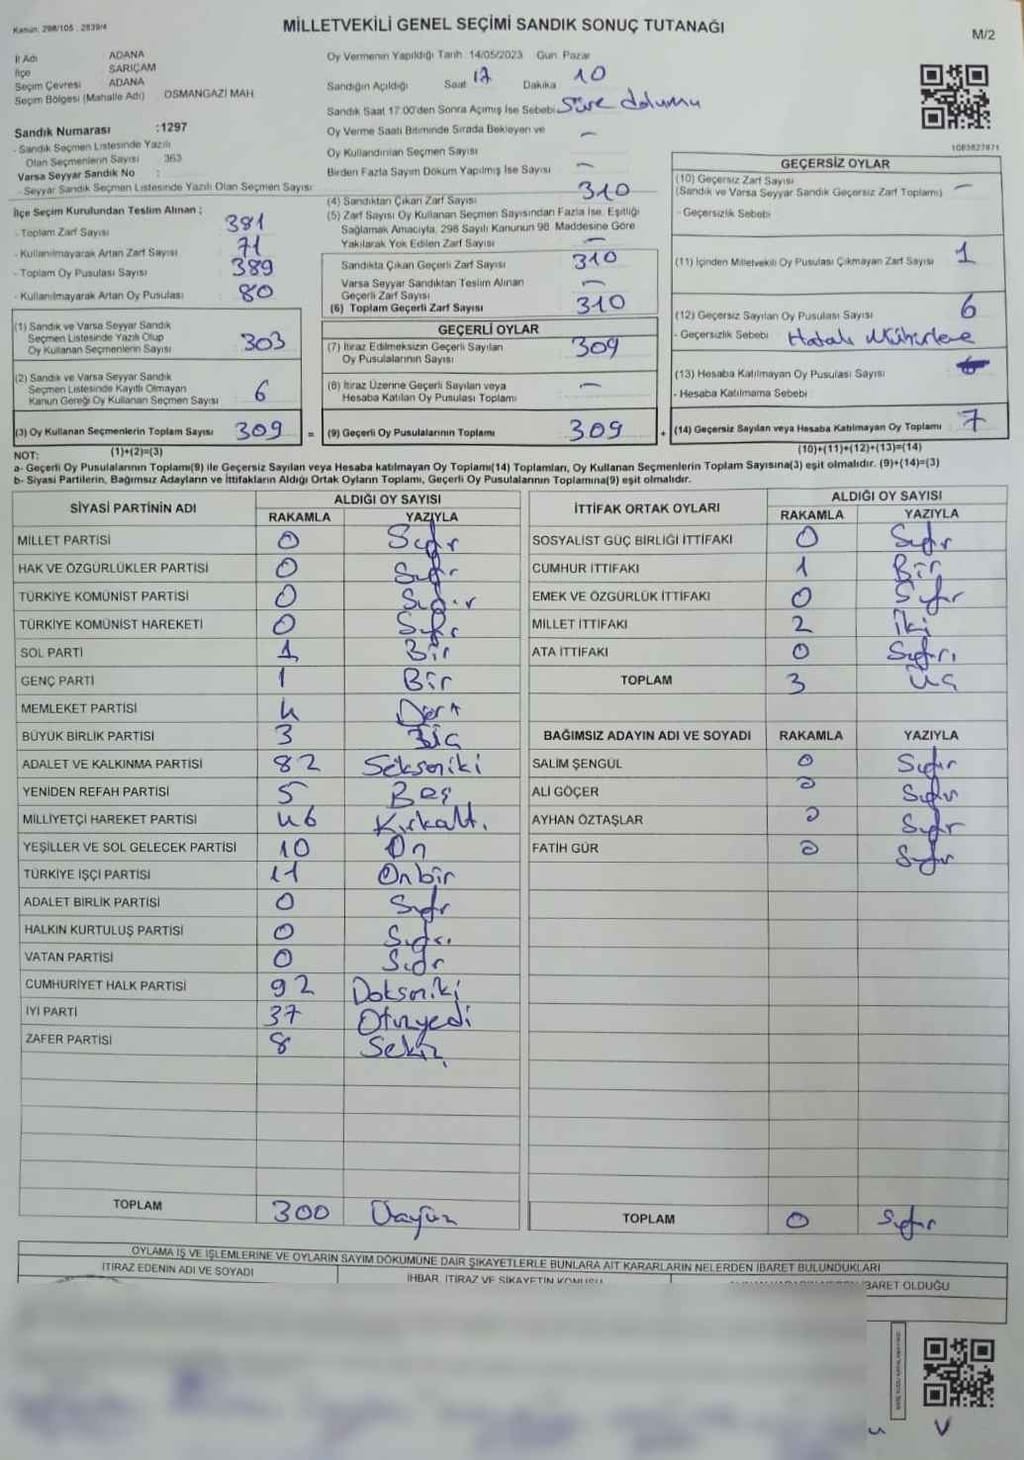 Kanun: 298/105 , 2839/4
MİLLETVEKİLİ GENEL SEÇİMİ SANDIK SONUÇ TUTANAĞI
M/2
İl Adı ADANA
İlçe SARIÇAM
Seçim Çevresi ADANA
Seçim Bölgesi (Mahalle Adı) OSMANGAZİ MAH
Oy Vermenin Yapıldığı Tarih 14/05/2023 Gün Pazar
Sandığın Açıldığı Saat 17 Dakika 10
Sandık Saat 17:00'den Sonra Açımış İse Sebebi Süre dolumu
Sandık Numarası :1297
- Sandık Seçmen Listesinde Yazılı
Olan Seçmenlerin Sayısı 363
Varsa Seyyar Sandık No :
- Seyyar Sandık Seçmen Listesinde Yazılı Olan Seçmen Sayısı
Oy Verme Saati Bitiminde Sırada Bekleyen ve —
Oy Kullandırılan Seçmen Sayısı
Birden Fazla Sayım Döküm Yapılmış İse Sayısı —
1083827871
İlçe Seçim Kurulundan Teslim Alınan ;
- Toplam Zarf Sayısı 381
- Kullanılmayarak Artan Zarf Sayısı 71
- Toplam Oy Pusulası Sayısı 389
- Kullanılmayarak Artan Oy Pusulası 80
(4) Sandıktan Çıkan Zarf Sayısı 310
(5) Zarf Sayısı Oy Kullanan Seçmen Sayısından Fazla İse, Eşitliği
Sağlamak Amacıyla, 298 Sayılı Kanunun 98. Maddesine Göre
Yakılarak Yok Edilen Zarf Sayısı —
Sandıkta Çıkan Geçerli Zarf Sayısı 310
Varsa Seyyar Sandıktan Teslim Alınan
Geçerli Zarf Sayısı —
(6) Toplam Geçerli Zarf Sayısı 310
GEÇERSİZ OYLAR
(10) Geçersiz Zarf Sayısı
(Sandık ve Varsa Seyyar Sandık Geçersiz Zarf Toplamı) —
- Geçersizlik Sebebi
(11) İçinden Milletvekili Oy Pusulası Çıkmayan Zarf Sayısı 1
(12) Geçersiz Sayılan Oy Pusulası Sayısı 6
- Geçersizlik Sebebi Hatalı Mühürleme
(13) Hesaba Katılmayan Oy Pusulası Sayısı
- Hesaba Katılmama Sebebi
(14) Geçersiz Sayılan veya Hesaba Katılmayan Oy Toplamı 7
(1) Sandık ve Varsa Seyyar Sandık
Seçmen Listesinde Yazılı Olup
Oy Kullanan Seçmenlerin Sayısı 303
(2) Sandık ve Varsa Seyyar Sandık
Seçmen Listesinde Kayıtlı Olmayan
Kanun Gereği Oy Kullanan Seçmen Sayısı 6
(3) Oy Kullanan Seçmenlerin Toplam Sayısı 309 =
GEÇERLİ OYLAR
(7) İtiraz Edilmeksizin Geçerli Sayılan
Oy Pusulalarının Sayısı 309
(8) İtiraz Üzerine Geçerli Sayılan veya
Hesaba Katılan Oy Pusulası Toplamı —
(9) Geçerli Oy Pusulalarının Toplamı 309 +
NOT: (1)+(2)=(3) (10)+(11)+(12)+(13)=(14)
a- Geçerli Oy Pusulalarının Toplamı(9) ile Geçersiz Sayılan veya Hesaba katılmayan Oy Toplamı(14) Toplamları, Oy Kullanan Seçmenlerin Toplam Sayısına(3) eşit olmalıdır. (9)+(14)=(3)
b- Siyasi Partilerin, Bağımsız Adayların ve İttifakların Aldığı Ortak Oyların Toplamı, Geçerli Oy Pusulalarının Toplamına(9) eşit olmalıdır.
SİYASİ PARTİNİN ADI ALDIĞI OY SAYISI
RAKAMLA YAZIYLA
MİLLET PARTİSİ 0 Sıfır
HAK VE ÖZGÜRLÜKLER PARTİSİ 0 Sıfır
TÜRKİYE KOMÜNİST PARTİSİ 0 Sıfır
TÜRKİYE KOMÜNİST HAREKETİ 0 Sıfır
SOL PARTİ 1 Bir
GENÇ PARTİ 1 Bir
MEMLEKET PARTİSİ 4 Dört
BÜYÜK BİRLİK PARTİSİ 3 Üç
ADALET VE KALKINMA PARTİSİ 82 Sekseniki
YENİDEN REFAH PARTİSİ 5 Beş
MİLLİYETÇİ HAREKET PARTİSİ 46 Kırkaltı
YEŞİLLER VE SOL GELECEK PARTİSİ 10 On
TÜRKİYE İŞÇİ PARTİSİ 11 Onbir
ADALET BİRLİK PARTİSİ 0 Sıfır
HALKIN KURTULUŞ PARTİSİ 0 Sıfır
VATAN PARTİSİ 0 Sıfır
CUMHURİYET HALK PARTİSİ 92 Doksaniki
İYİ PARTİ 37 Otuzyedi
ZAFER PARTİSİ 8 Sekiz
TOPLAM 300 Üçyüz
İTTİFAK ORTAK OYLARI ALDIĞI OY SAYISI
RAKAMLA YAZIYLA
SOSYALİST GÜÇ BİRLİĞİ İTTİFAKI 0 Sıfır
CUMHUR İTTİFAKI 1 Bir
EMEK VE ÖZGÜRLÜK İTTİFAKI 0 Sıfır
MİLLET İTTİFAKI 2 İki
ATA İTTİFAKI 0 Sıfır
TOPLAM 3 Üç
BAĞIMSIZ ADAYIN ADI VE SOYADI RAKAMLA YAZIYLA
SALİM ŞENGÜL 0 Sıfır
ALİ GÖÇER 0 Sıfır
AYHAN ÖZTAŞLAR 0 Sıfır
FATİH GÜR 0 Sıfır
TOPLAM 0 Sıfır
OYLAMA İŞ VE İŞLEMLERİNE VE OYLARIN SAYIM DÖKÜMÜNE DAİR ŞİKAYETLERLE BUNLARA AİT KARARLARIN NELERDEN İBARET BULUNDUKLARI
İTİRAZ EDENİN ADI VE SOYADI
İHBAR, İTİRAZ VE ŞİKAYETİN KONUSU
İBARET OLDUĞU